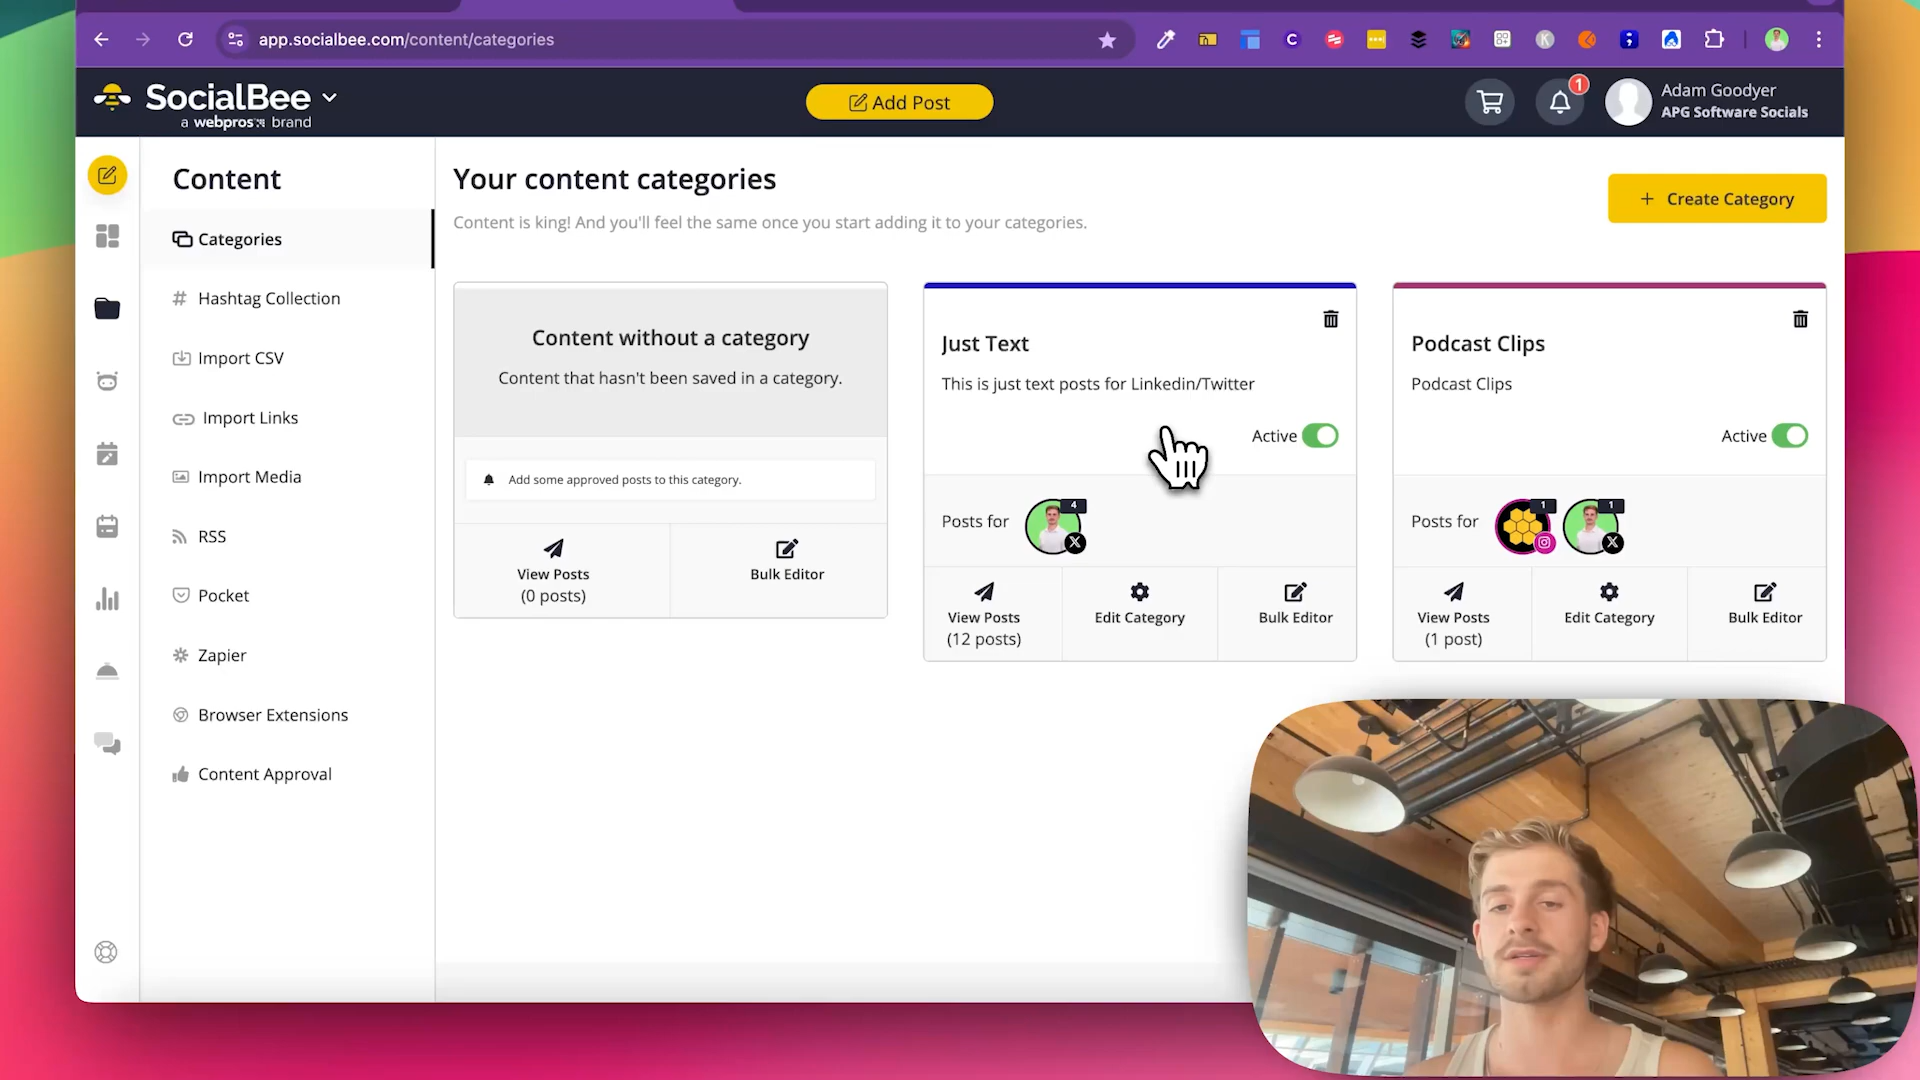 app.socialbee.com/content/categories
SocialBee
a webpros brand
Add Post
1
Adam Goodyer
APG Software Socials
Content
Categories
Hashtag Collection
Import CSV
Import Links
Import Media
RSS
Pocket
Zapier
Browser Extensions
Content Approval
Your content categories
Content is king! And you'll feel the same once you start adding it to your categories.
+ Create Category
Content without a category
Content that hasn't been saved in a category.
Add some approved posts to this category.
View Posts
(0 posts)
Bulk Editor
Just Text
This is just text posts for Linkedin/Twitter
Active
Posts for
4
View Posts
(12 posts)
Edit Category
Bulk Editor
Podcast Clips
Podcast Clips
Active
Posts for
1
1
View Posts
(1 post)
Edit Category
Bulk Editor